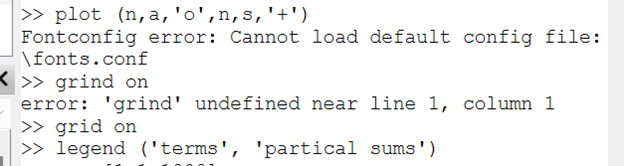 >> plot (n,a,'o',n,s,'+')
Fontconfig error: Cannot load default config file:
\fonts.conf
>> grind on
error: 'grind' undefined near line 1, column 1
>> grid on
>> legend ('terms', 'partical sums')